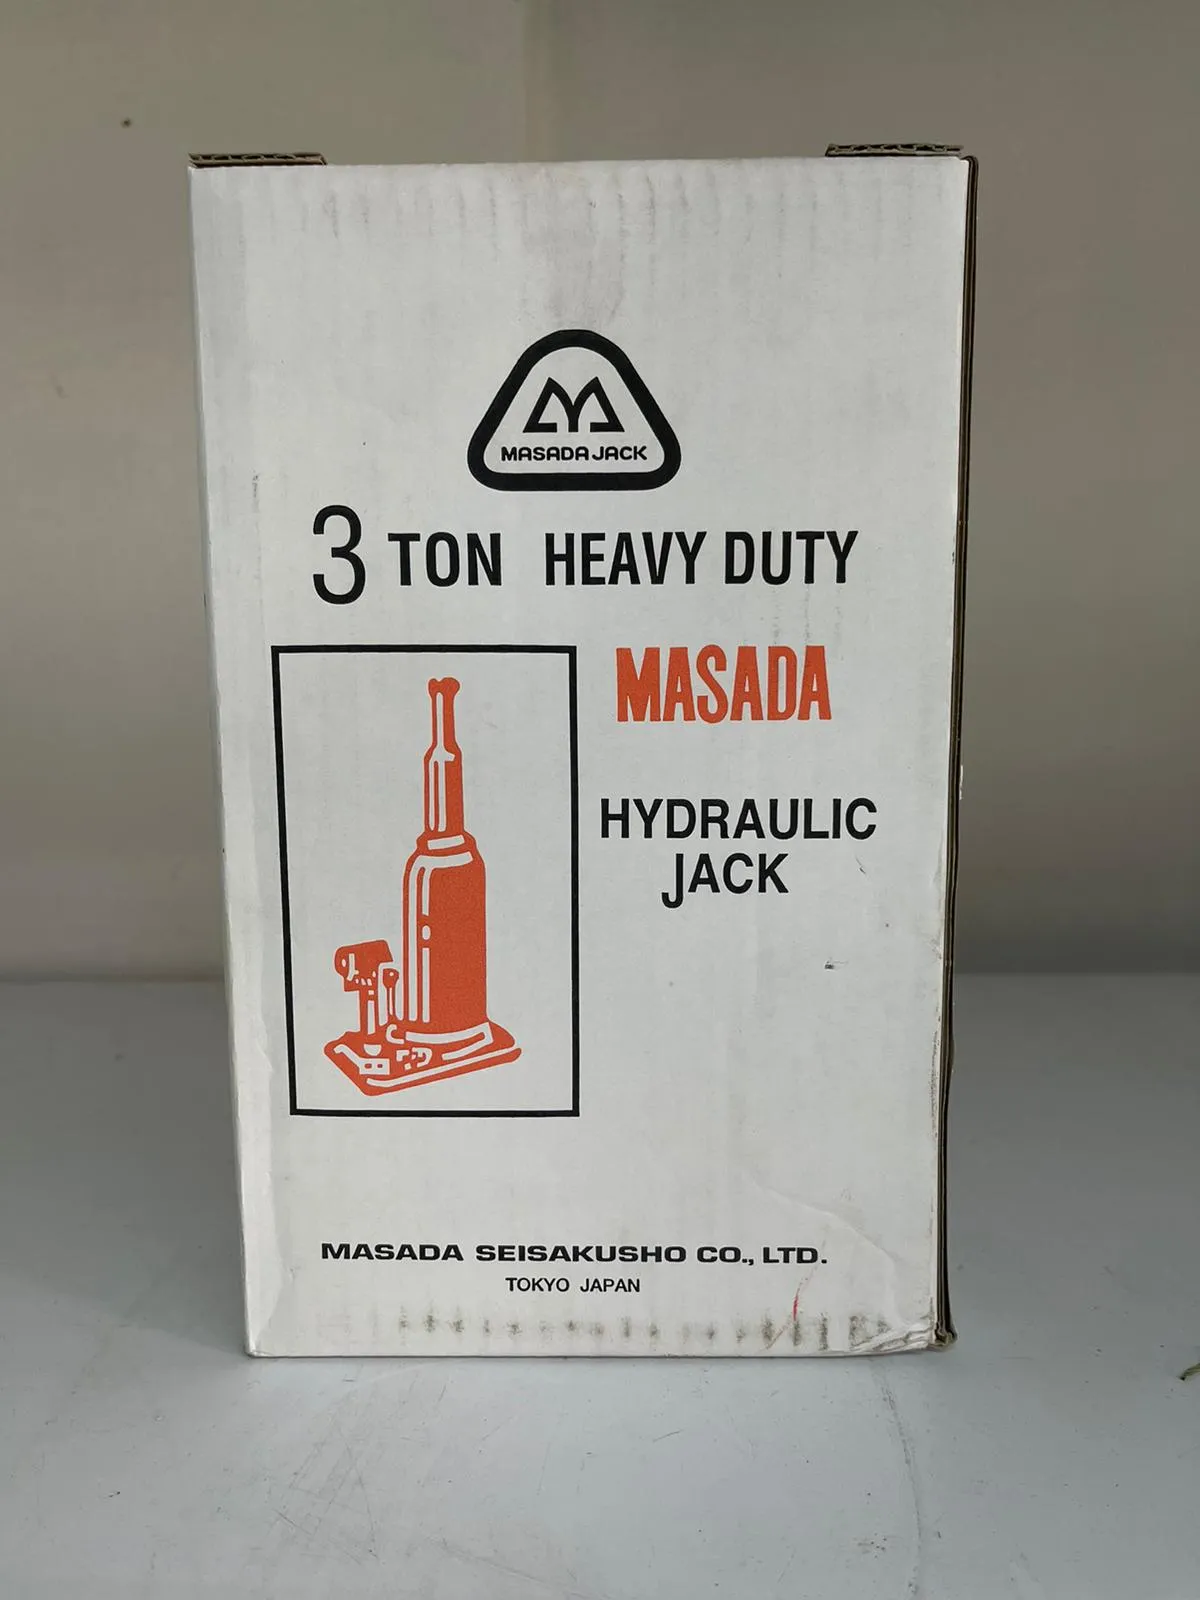 MASADA JACK
3 TON HEAVY DUTY
MASADA
HYDRAULIC
JACK
MASADA SEISAKUSHO CO., LTD.
TOKYO JAPAN